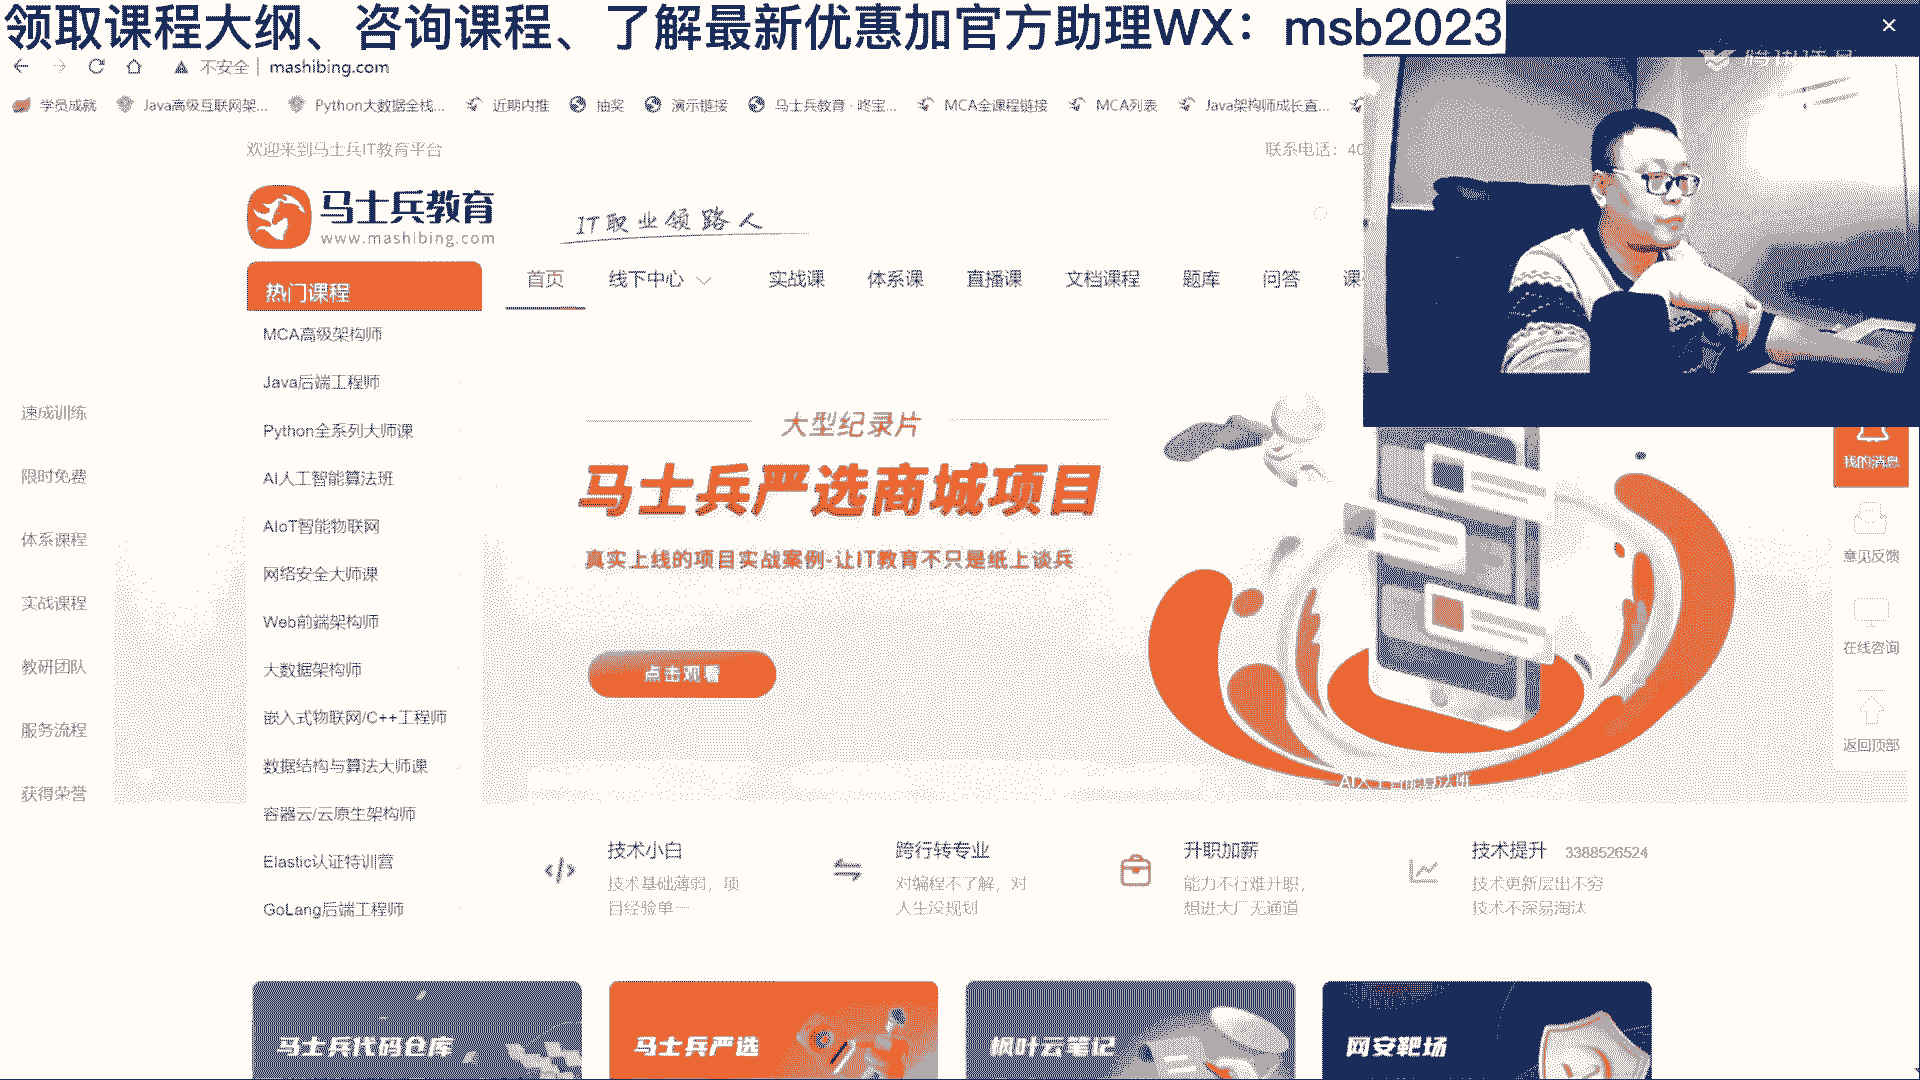 领取课程大纲、咨询课程、了解最新优惠加官方助理WX：msb2023
不安全 mashibing.com
学员成就 Java高级互联网架... Python大数据全栈... 近期内推 抽奖 演示链接 马士兵教育 · 咚宝... MCA全课程链接 MCA列表 Java架构师成长直...
欢迎来到马士兵IT教育平台
联系电话：40
马士兵教育
www.mashibing.com
IT职业领路人
热门课程
首页 线下中心 实战课 体系课 直播课 文档课程 题库 问答 课
MCA高级架构师
Java后端工程师
Python全系列大师课
AI人工智能算法班
AIoT智能物联网
网络安全大师课
Web前端架构师
大数据架构师
嵌入式物联网/C++工程师
数据结构与算法大师课
容器云/云原生架构师
Elastic认证特训营
GoLang后端工程师
速成训练
限时免费
体系课程
实战课程
教研团队
服务流程
获得荣誉
大型纪录片
马士兵严选商城项目
真实上线的项目实战案例-让IT教育不只是纸上谈兵
点击观看
我的消息
意见反馈
在线咨询
返回顶部
技术小白
技术基础薄弱，项
目经验单一
跨行转专业
对编程不了解，对
人生没规划
升职加薪
能力不行难升职，
想进大厂无通道
技术提升 3388526524
技术更新层出不穷
技术不深易淘汰
马士兵代码仓库
马士兵严选
枫叶云笔记
网安靶场